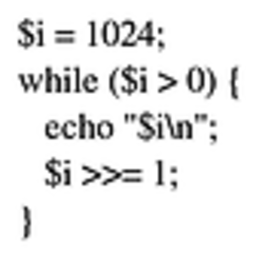 $i = 1024;
while ($i > 0) {
echo "$i\n";
$i >>= 1;
}